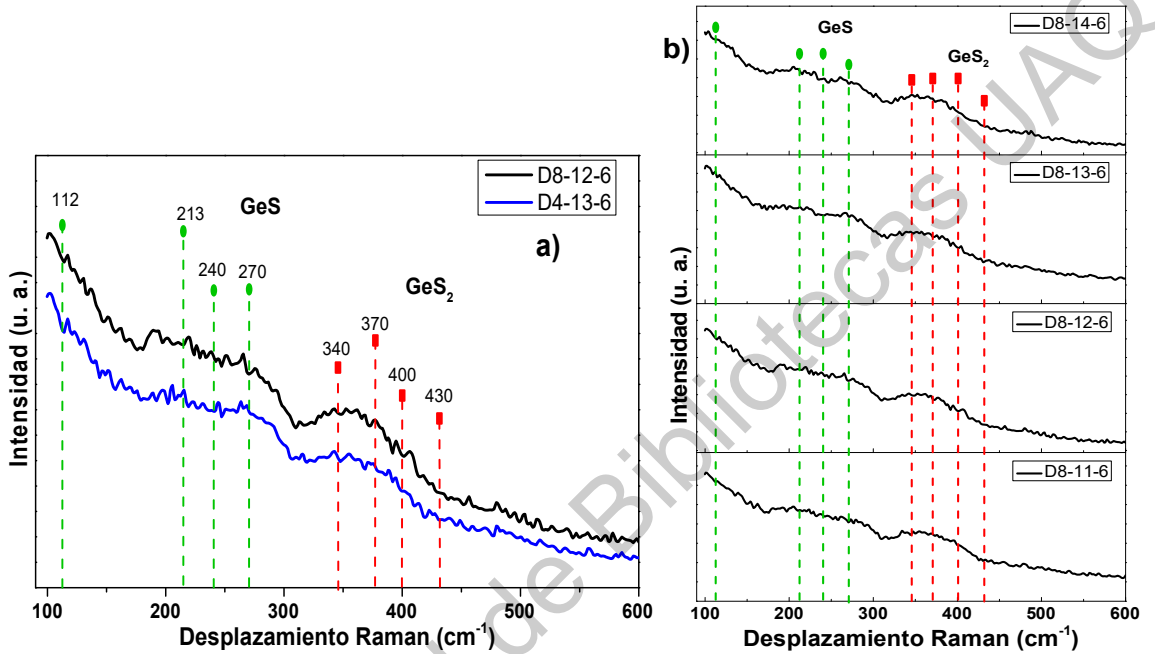 D8-12-6
D4-13-6
112
213
GeS
240
270
a)
GeS₂
340
370
400
430
Intensidad (u. a.)
100
200
300
400
500
600
Desplazamiento Raman (cm⁻¹)
b)
GeS
D8-14-6
GeS₂
D8-13-6
D8-12-6
D8-11-6
Intensidad (u. a.)
100
200
300
400
500
600
Desplazamiento Raman (cm⁻¹)
de Bibliotecas UAQ